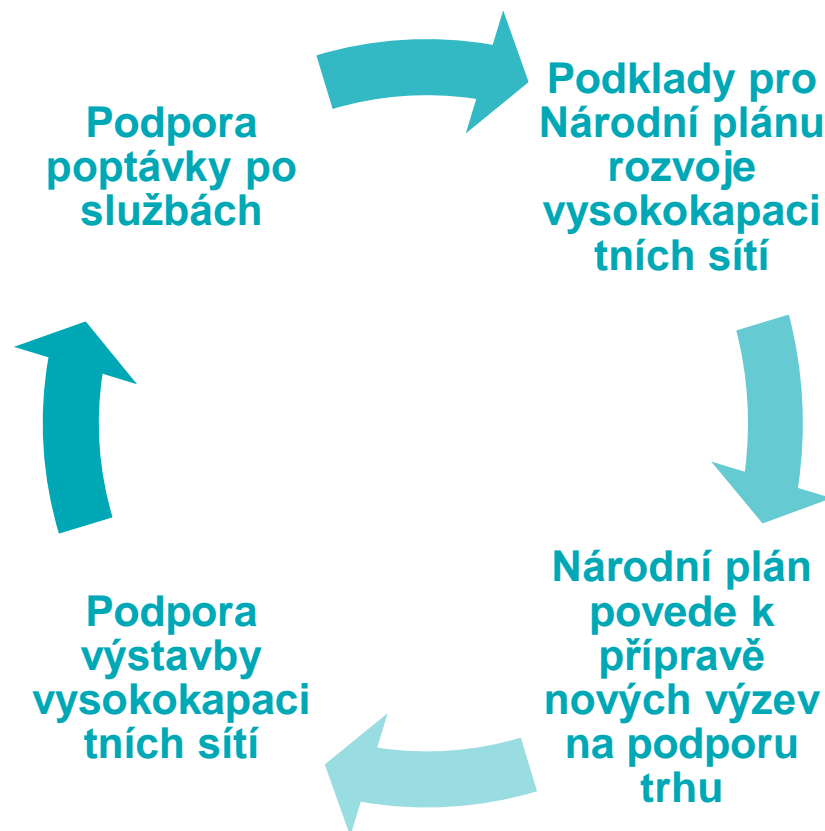 Podpora
poptávky po
službách
Podklady pro
Národní plánu
rozvoje
vysokokapaci
tních sítí
Národní plán
povede k
přípravě
nových výzev
na podporu
trhu
Podpora
výstavby
vysokokapaci
tních sítí